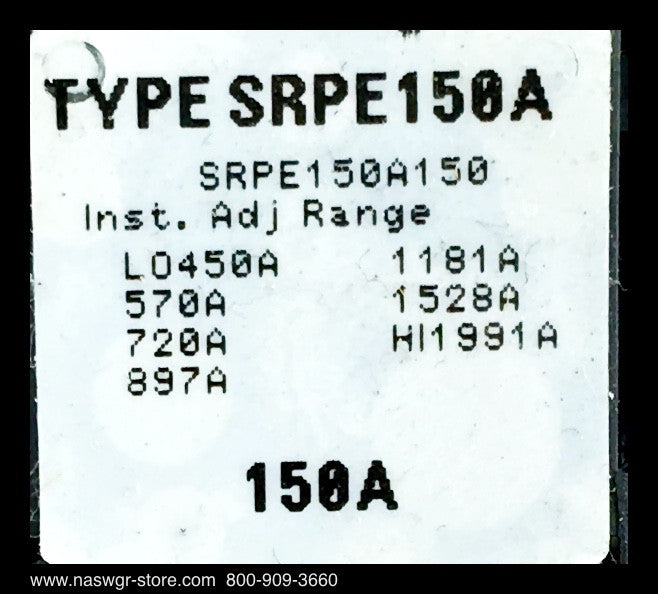 TYPE SRPE150A
SRPE150A150
Inst. Adj Range
LO450A 1181A
570A 1528A
720A HI1991A
897A
150A
www.naswgr-store.com 800-909-3660